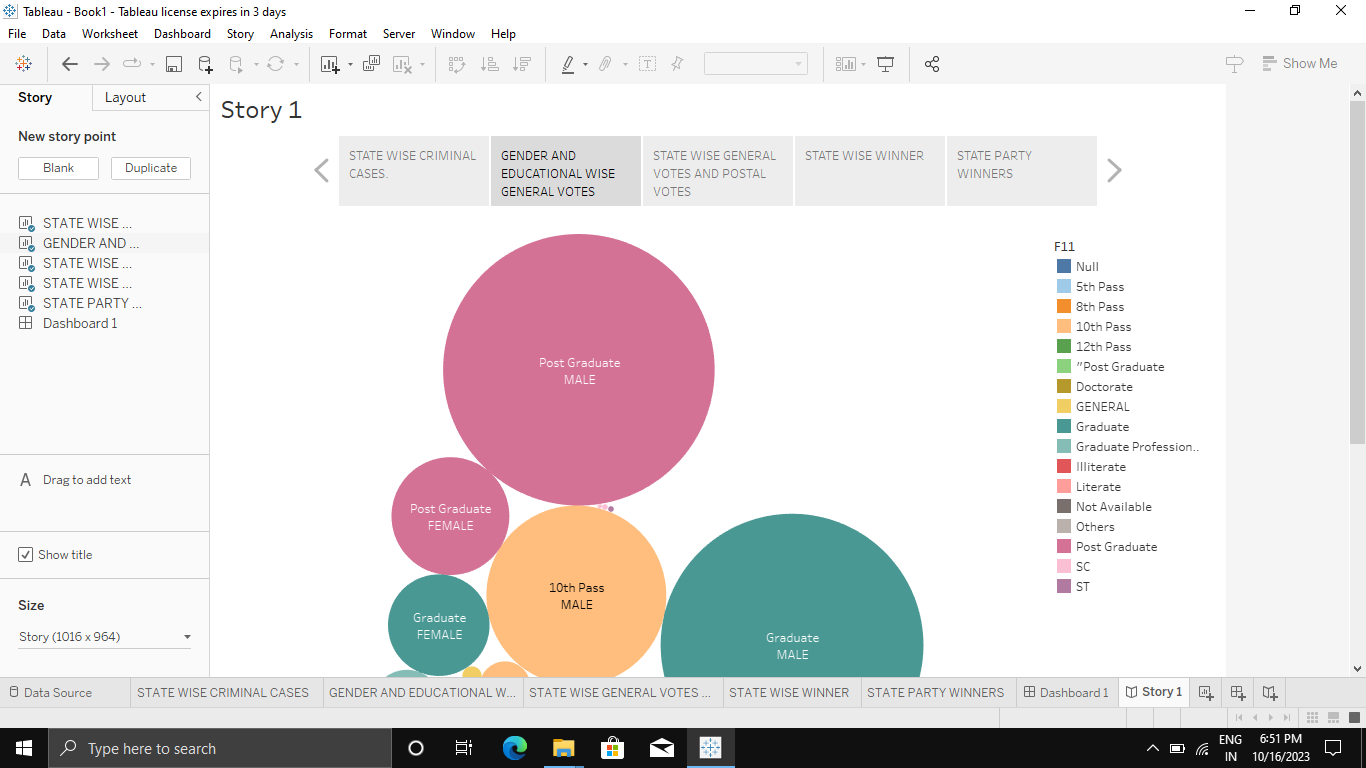 Tableau - Book1 - Tableau license expires in 3 days
File Data Worksheet Dashboard Story Analysis Format Server Window Help
Show Me
Story Layout
New story point
Blank Duplicate
STATE WISE ...
GENDER AND ...
STATE WISE ...
STATE WISE ...
STATE PARTY ...
Dashboard 1
A Drag to add text
Show title
Size
Story (1016 x 964)
Story 1
STATE WISE CRIMINAL
CASES.
GENDER AND
EDUCATIONAL WISE
GENERAL VOTES
STATE WISE GENERAL
VOTES AND POSTAL
VOTES
STATE WISE WINNER
STATE PARTY
WINNERS
Post Graduate
MALE
Post Graduate
FEMALE
10th Pass
MALE
Graduate
FEMALE
Graduate
MALE
F11
Null
5th Pass
8th Pass
10th Pass
12th Pass
"Post Graduate
Doctorate
GENERAL
Graduate
Graduate Profession..
Illiterate
Literate
Not Available
Others
Post Graduate
SC
ST
Data Source STATE WISE CRIMINAL CASES GENDER AND EDUCATIONAL W... STATE WISE GENERAL VOTES ... STATE WISE WINNER STATE PARTY WINNERS Dashboard 1 Story 1
Type here to search
ENG
IN
6:51 PM
10/16/2023